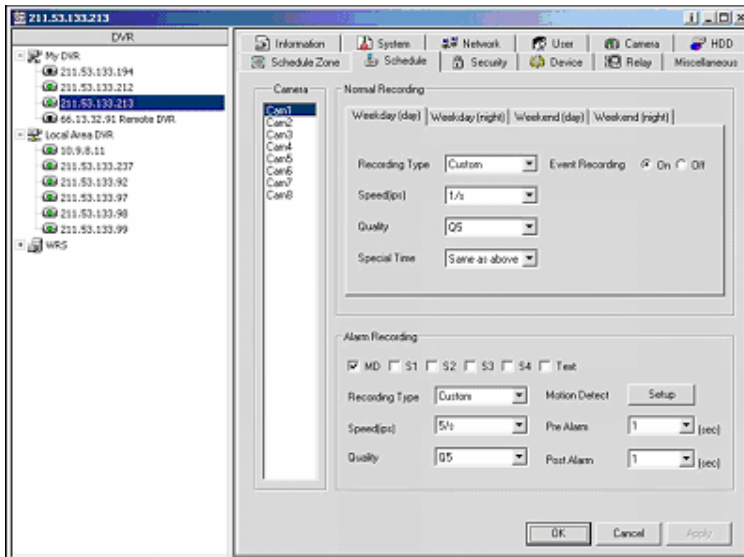 211.53.133.213
DVR
My DVR
211.53.133.194
211.53.133.212
211.53.133.213
66.13.32.91 Remote DVR
Local Area DVR
10.9.8.11
211.53.133.237
211.53.133.92
211.53.133.97
211.53.133.98
211.53.133.99
WRS
Information System Network User Camera HDD
Schedule Zone Schedule Security Device Relay Miscellaneous
Camera
Cam1
Cam2
Cam3
Cam4
Cam5
Cam6
Cam7
Cam8
Normal Recording
Weekday (day) Weekday (night) Weekend (day) Weekend (night)
Recording Type Custom Event Recording On Off
Speed(ips) 1/s
Quality Q5
Special Time Same as above
Alarm Recording
MD S1 S2 S3 S4 Text
Recording Type Custom Motion Detect Setup
Speed(ips) 5/s Pre Alarm 1 (sec)
Quality Q5 Post Alarm 1 (sec)
OK Cancel Apply